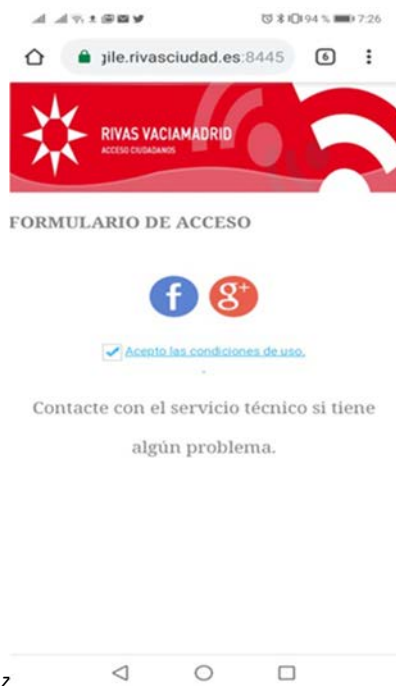 94 % 7:26
gile.rivasciudad.es:8445 6
RIVAS VACIAMADRID
ACCESO CIUDADANOS
FORMULARIO DE ACCESO
f g+
Acepto las condiciones de uso.
Contacte con el servicio técnico si tiene
algún problema.
z